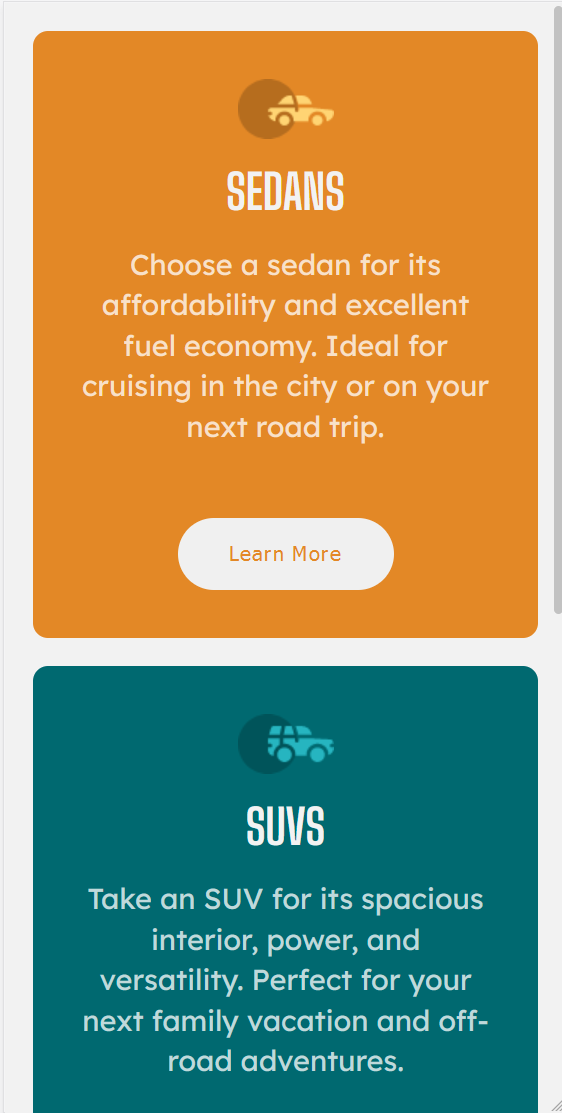 SEDANS
Choose a sedan for its
affordability and excellent
fuel economy. Ideal for
cruising in the city or on your
next road trip.
Learn More
SUVS
Take an SUV for its spacious
interior, power, and
versatility. Perfect for your
next family vacation and off-
road adventures.